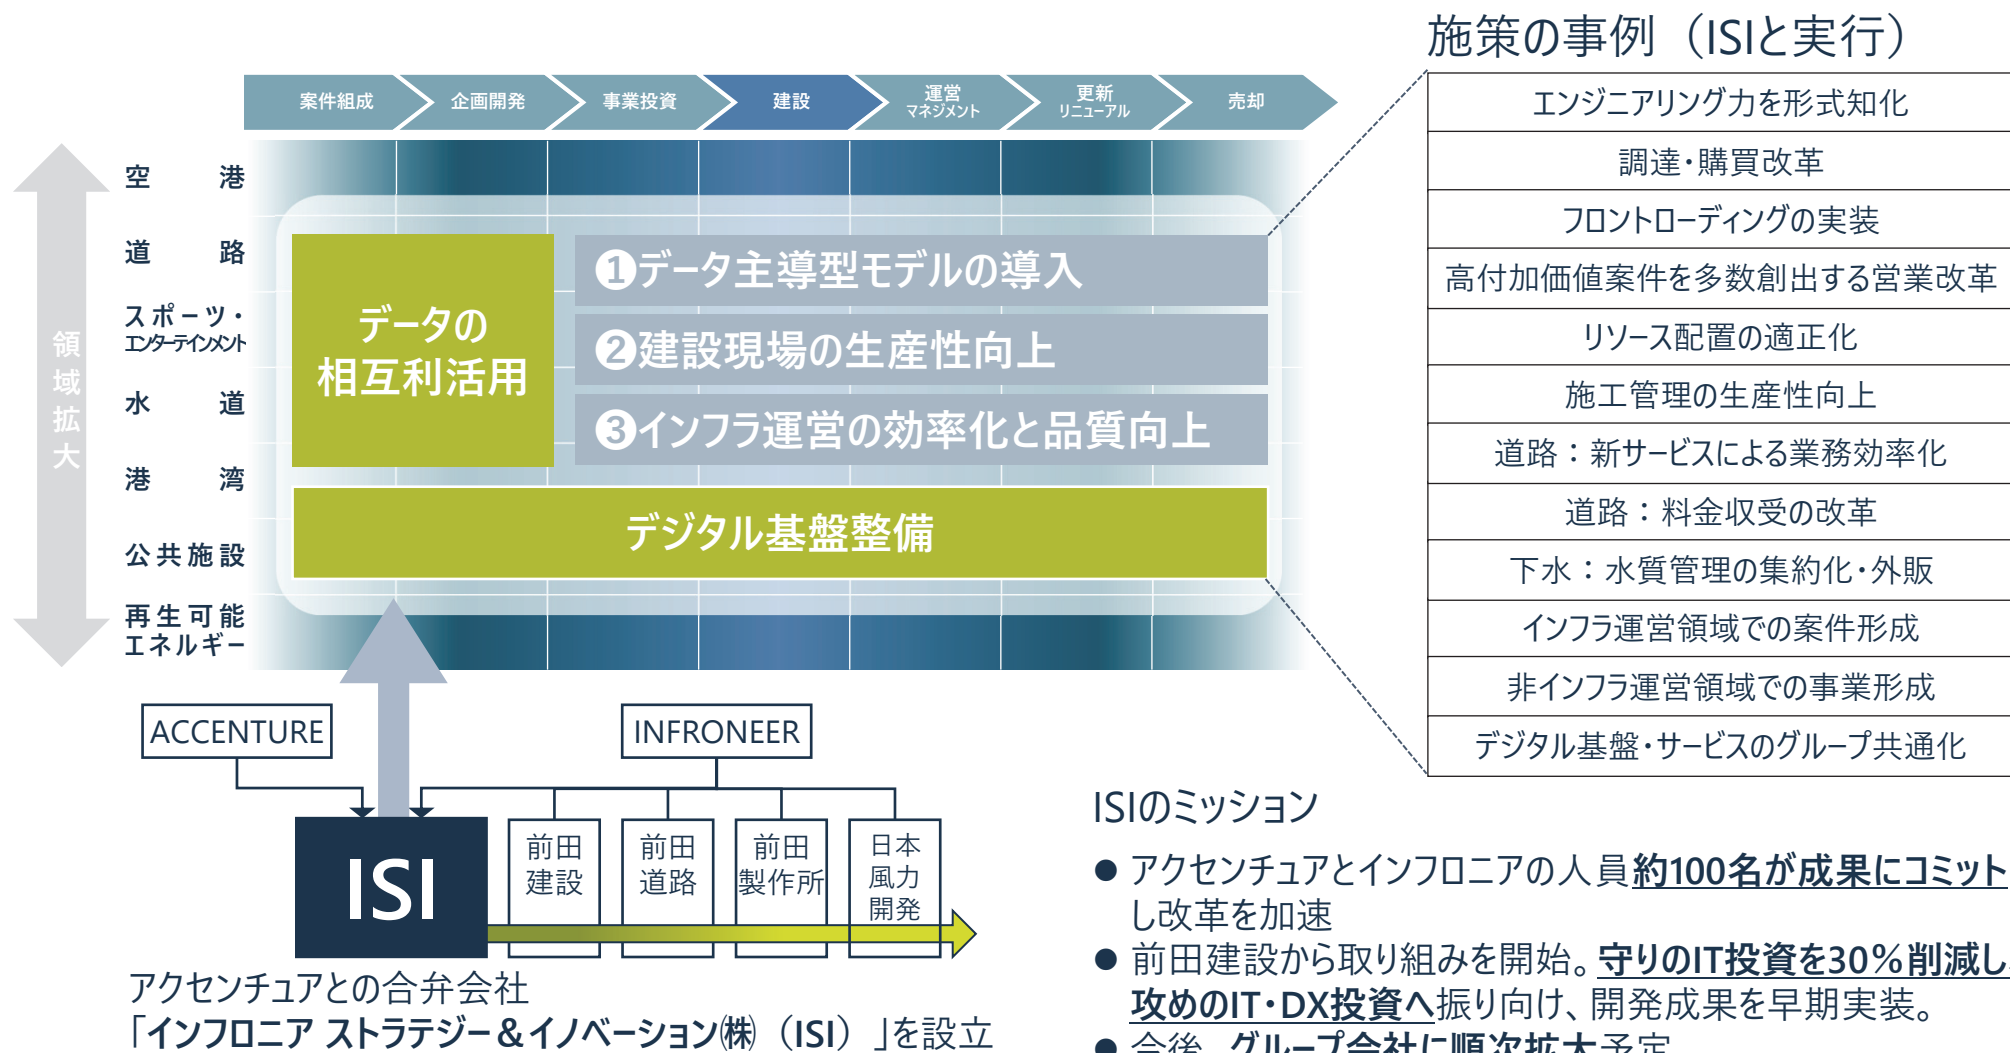 施策の事例（ISIと実行）
案件組成
企画開発
事業投資
建設
運営
マネジメント
更新
リニューアル
売却
領域拡大
空港
道路
スポーツ・
エンターテインメント
水道
港湾
公共施設
再生可能
エネルギー
データの
相互利活用
❶データ主導型モデルの導入
❷建設現場の生産性向上
❸インフラ運営の効率化と品質向上
デジタル基盤整備
エンジニアリング力を形式知化
調達・購買改革
フロントローディングの実装
高付加価値案件を多数創出する営業改革
リソース配置の適正化
施工管理の生産性向上
道路：新サービスによる業務効率化
道路：料金収受の改革
下水：水質管理の集約化・外販
インフラ運営領域での案件形成
非インフラ運営領域での事業形成
デジタル基盤・サービスのグループ共通化
ACCENTURE
INFRONEER
ISI
前田
建設
前田
道路
前田
製作所
日本
風力
開発
アクセンチュアとの合弁会社
「インフロニア ストラテジー＆イノベーション㈱（ISI）」を設立
ISIのミッション
● アクセンチュアとインフロニアの人員約100名が成果にコミット
し改革を加速
● 前田建設から取り組みを開始。守りのIT投資を30％削減し、
攻めのIT・DX投資へ振り向け、開発成果を早期実装。
● 今後、グループ会社に順次拡大予定